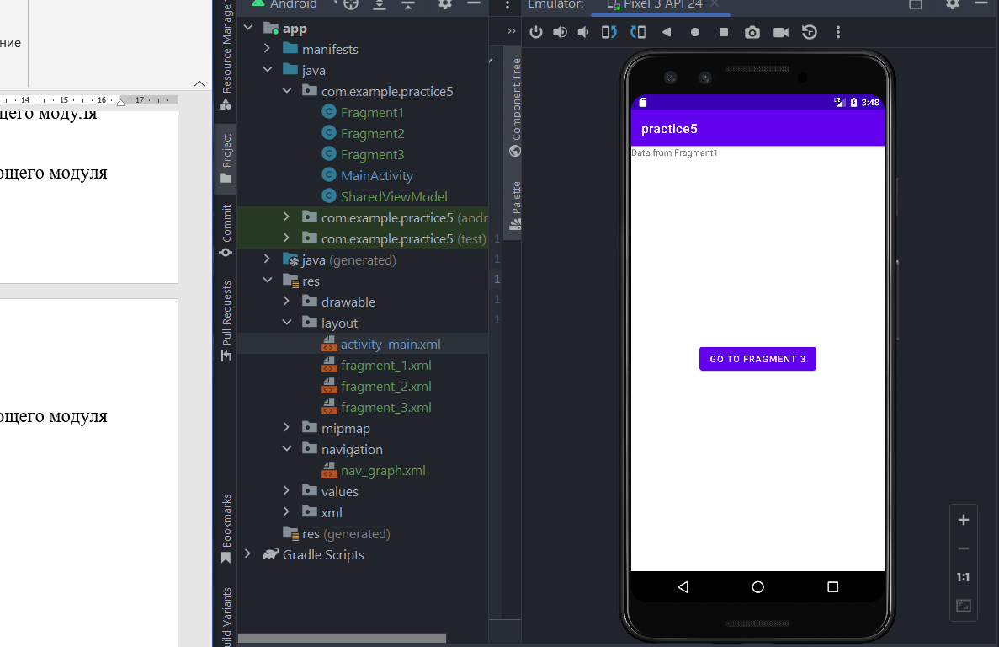 ние
14 15 16 17
щего модуля
ющего модуля
ющего модуля
Resource Manager
Project
Commit
Pull Requests
Bookmarks
Build Variants
Android
app
manifests
java
com.example.practice5
Fragment1
Fragment2
Fragment3
MainActivity
SharedViewModel
com.example.practice5 (andr
com.example.practice5 (test)
java (generated)
res
drawable
layout
activity_main.xml
fragment_1.xml
fragment_2.xml
fragment_3.xml
mipmap
navigation
nav_graph.xml
values
xml
res (generated)
Gradle Scripts
1
1
1
1
1
Component Tree
Palette
Emulator: Pixel 3 API 24
LTE 3:48
practice5
Data from Fragment1
GO TO FRAGMENT 3
1:1